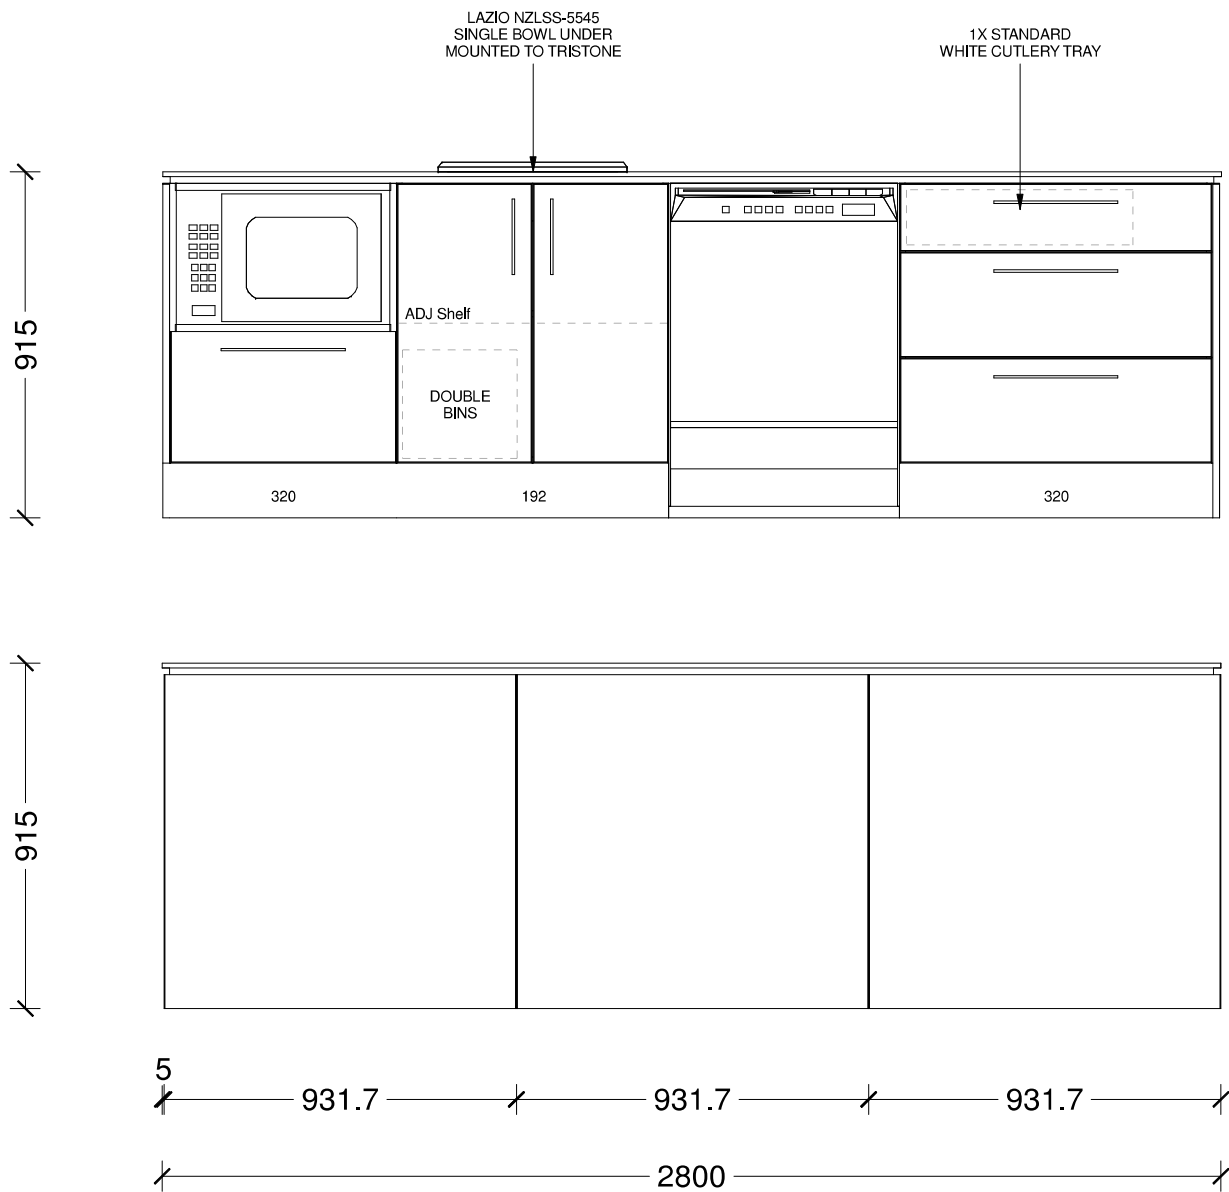 LAZIO NZLSS-5545
SINGLE BOWL UNDER
MOUNTED TO TRISTONE
1X STANDARD
WHITE CUTLERY TRAY
915
ADJ Shelf
DOUBLE
BINS
320
192
320
915
5
931.7
931.7
931.7
2800